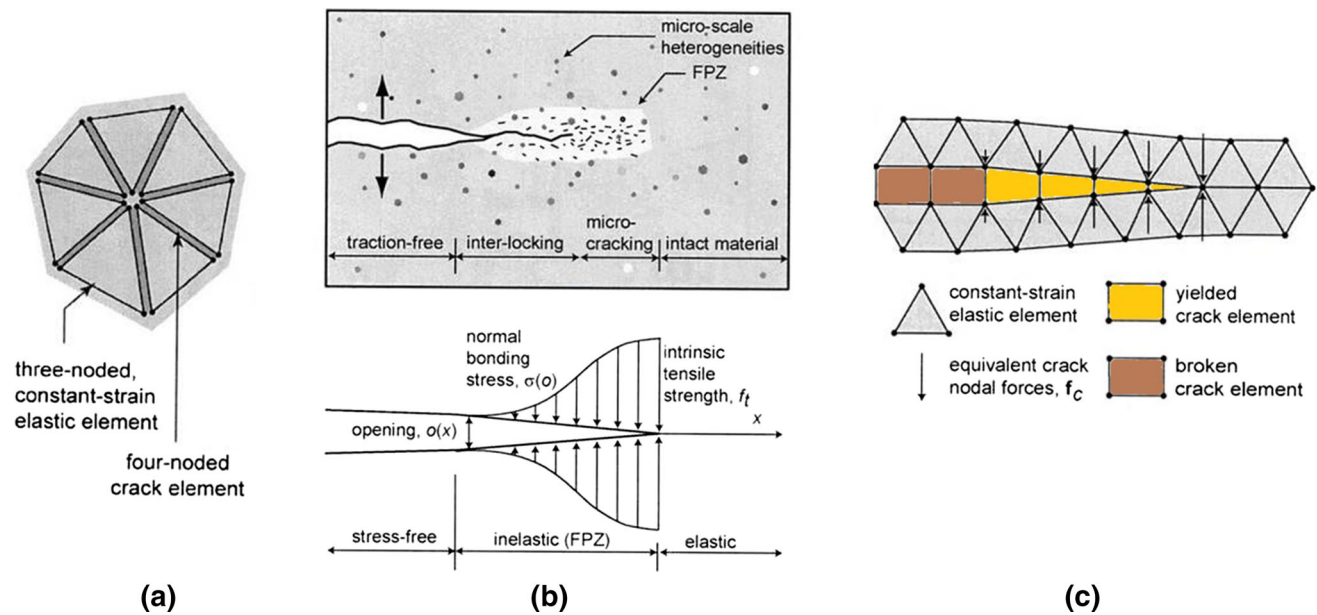 three-noded,
constant-strain
elastic element
four-noded
crack element
(a)
micro-scale
heterogeneities
FPZ
micro-
cracking
traction-free
inter-locking
intact material
normal
bonding
stress, σ(o)
intrinsic
tensile
strength, ft
x
opening, o(x)
stress-free
inelastic (FPZ)
elastic
(b)
constant-strain
elastic element
yielded
crack element
equivalent crack
nodal forces, fc
broken
crack element
(c)